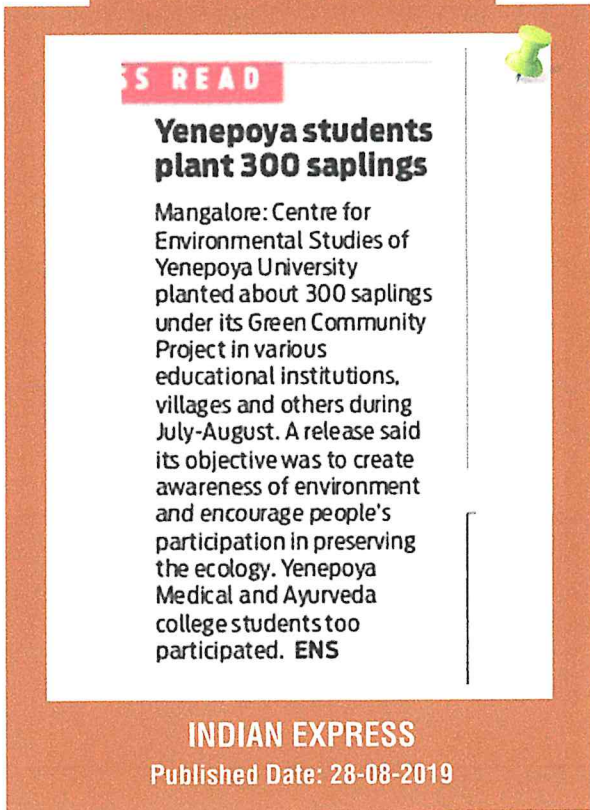 SS READ
Yenepoya students
plant 300 saplings
Mangalore: Centre for
Environmental Studies of
Yenepoya University
planted about 300 saplings
under its Green Community
Project in various
educational institutions,
villages and others during
July-August. A release said
its objective was to create
awareness of environment
and encourage people's
participation in preserving
the ecology. Yenepoya
Medical and Ayurveda
college students too
participated. ENS
INDIAN EXPRESS
Published Date: 28-08-2019